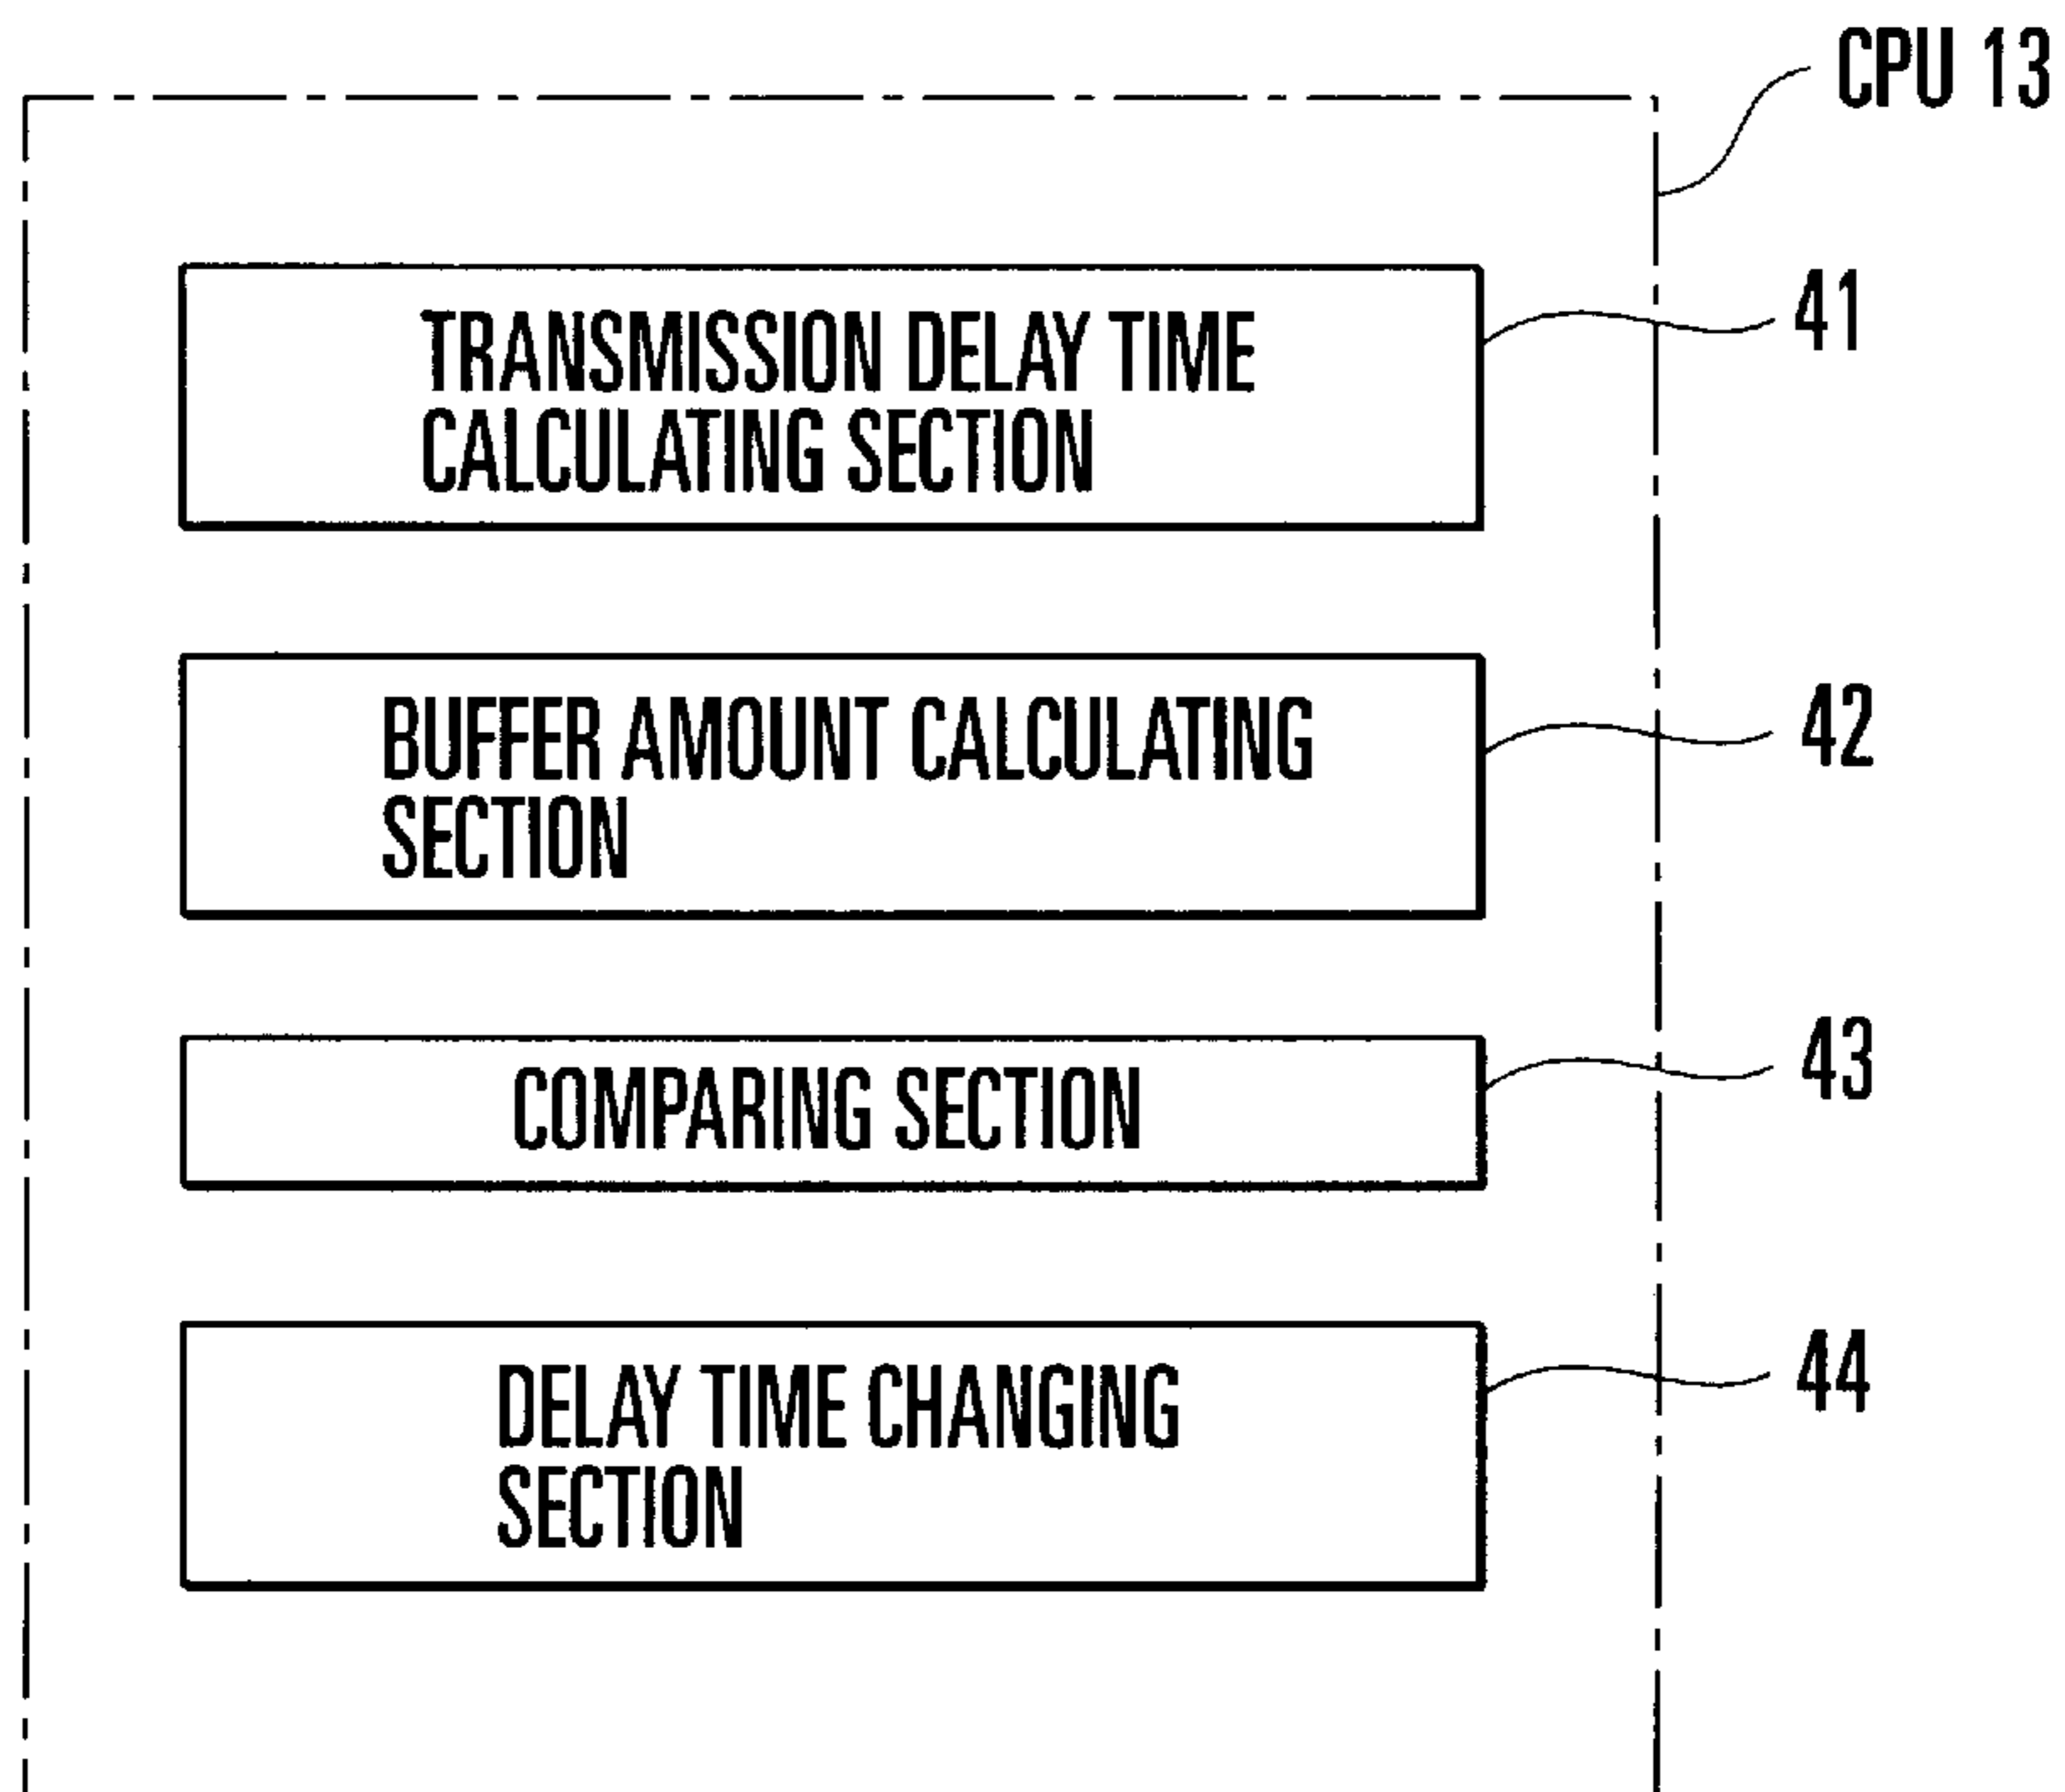 CPU 13
TRANSMISSION DELAY TIME
CALCULATING SECTION
41
BUFFER AMOUNT CALCULATING
SECTION
42
COMPARING SECTION
43
DELAY TIME CHANGING
SECTION
44